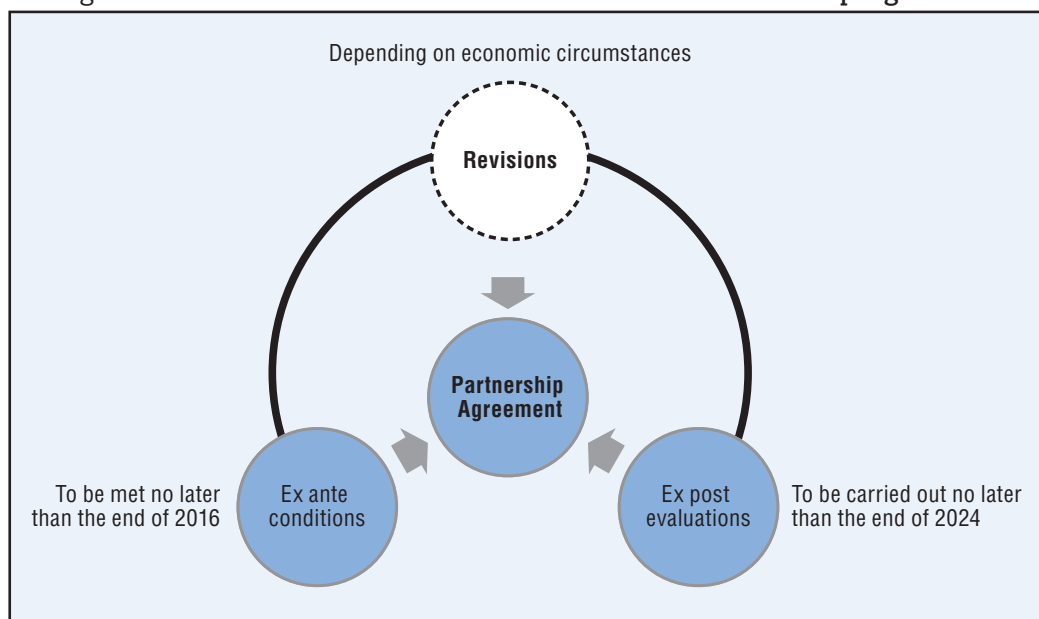 Depending on economic circumstances
Revisions
Partnership
Agreement
To be met no later
than the end of 2016
Ex ante
conditions
Ex post
evaluations
To be carried out no later
than the end of 2024